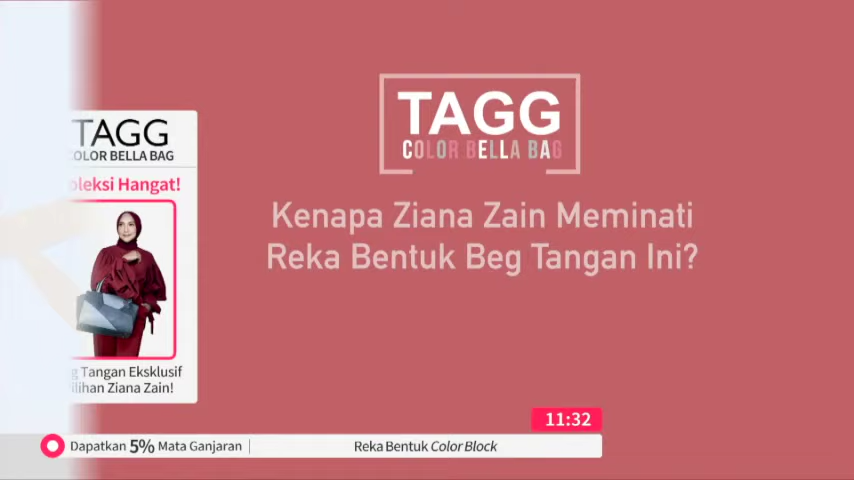 TAGG
COLOR BELLA BAG
Kenapa Ziana Zain Meminati
Reka Bentuk Beg Tangan Ini?
TAGG
COLOR BELLA BAG
oleksi Hangat!
g Tangan Eksklusif
ilihan Ziana Zain!
11:32
Dapatkan 5% Mata Ganjaran
Reka Bentuk Color Block